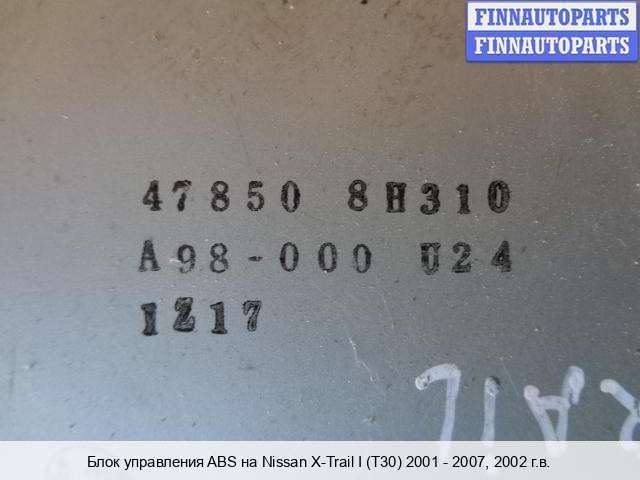 FINNAUTOPARTS
FINNAUTOPARTS
47850 8H310
A98-000 U24
1Z17
Блок управления ABS на Nissan X-Trail I (T30) 2001 - 2007, 2002 г.в.